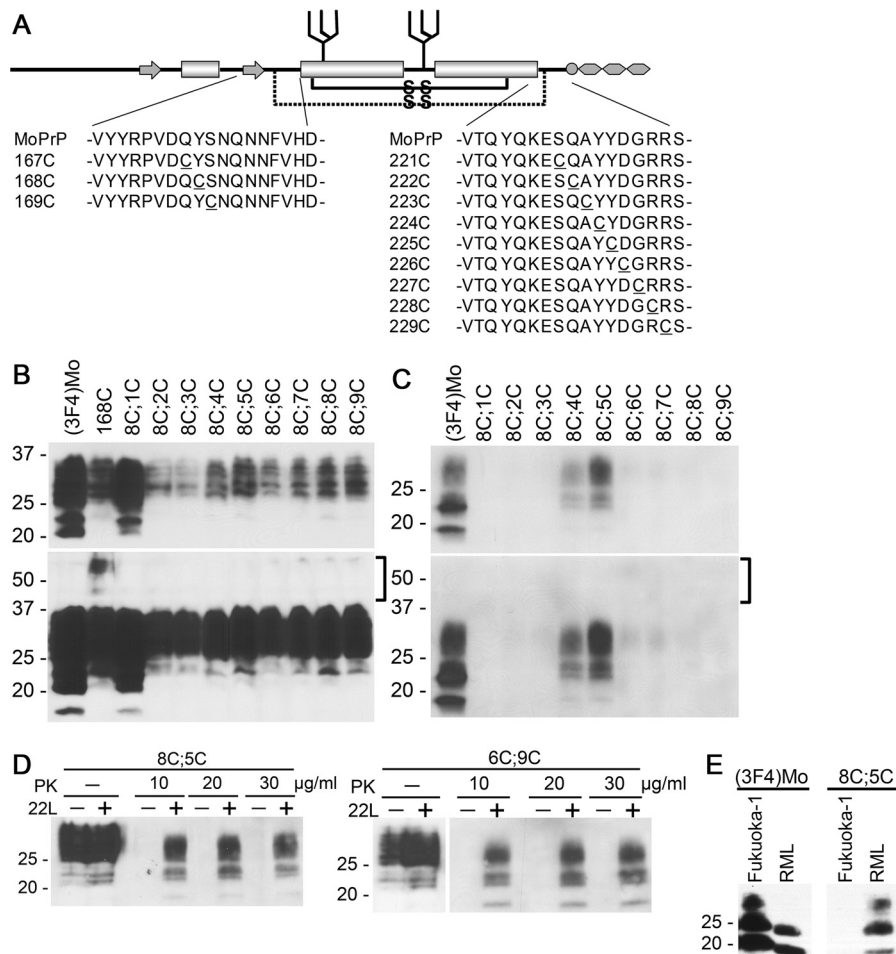 A
S S
S S
MoPrP -VYYRPVDQYSNQNNFVHD-
167C -VYYRPVDCYSNQNNFVHD-
168C -VYYRPVDQCSNQNNFVHD-
169C -VYYRPVDQYCNQNNFVHD-
MoPrP -VTQYQKESQAYYDGRRS-
221C -VTQYQKECQAYYDGRRS-
222C -VTQYQKESCAYYDGRRS-
223C -VTQYQKESQCYYDGRRS-
224C -VTQYQKESQACYDGRRS-
225C -VTQYQKESQAYCDGRRS-
226C -VTQYQKESQAYYCGRRS-
227C -VTQYQKESQAYYDCRRS-
228C -VTQYQKESQAYYDGCRS-
229C -VTQYQKESQAYYDGRCS-
B
(3F4)Mo 168C 8C;1C 8C;2C 8C;3C 8C;4C 8C;5C 8C;6C 8C;7C 8C;8C 8C;9C
37 -
25 -
20 -
50 -
37 -
25 -
20 -
C
(3F4)Mo 8C;1C 8C;2C 8C;3C 8C;4C 8C;5C 8C;6C 8C;7C 8C;8C 8C;9C
25 -
20 -
50 -
37 -
25 -
20 -
D
8C;5C
PK – 10 20 30 µg/ml
22L – + – + – + – +
25 -
20 -
6C;9C
PK – 10 20 30 µg/ml
22L – + – + – + – +
25 -
20 -
E
(3F4)Mo 8C;5C
Fukuoka-1 RML Fukuoka-1 RML
25 -
20 -